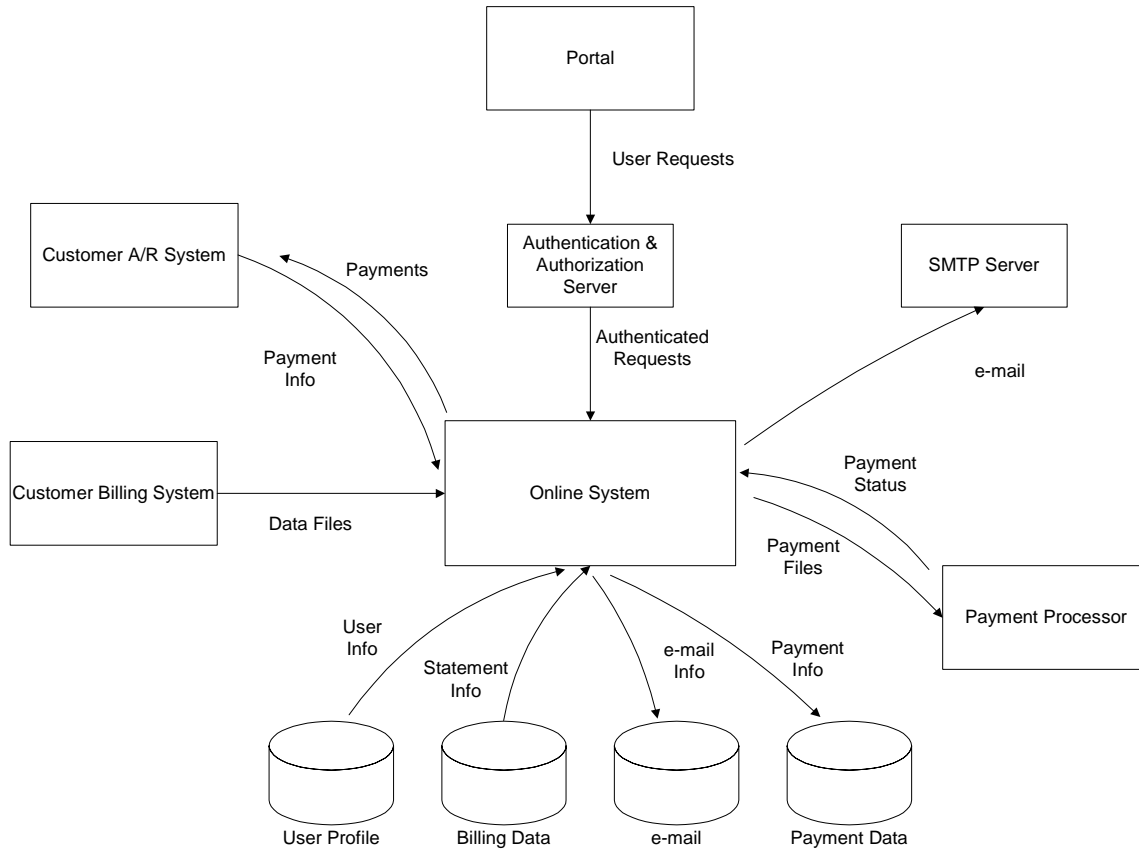 Portal
User Requests
Customer A/R System
Payments
Authentication &
Authorization
Server
SMTP Server
Authenticated
Requests
Payment
Info
e-mail
Customer Billing System
Data Files
Online System
Payment
Status
Payment
Files
Payment Processor
User
Info
Statement
Info
e-mail
Info
Payment
Info
User Profile
Billing Data
e-mail
Payment Data